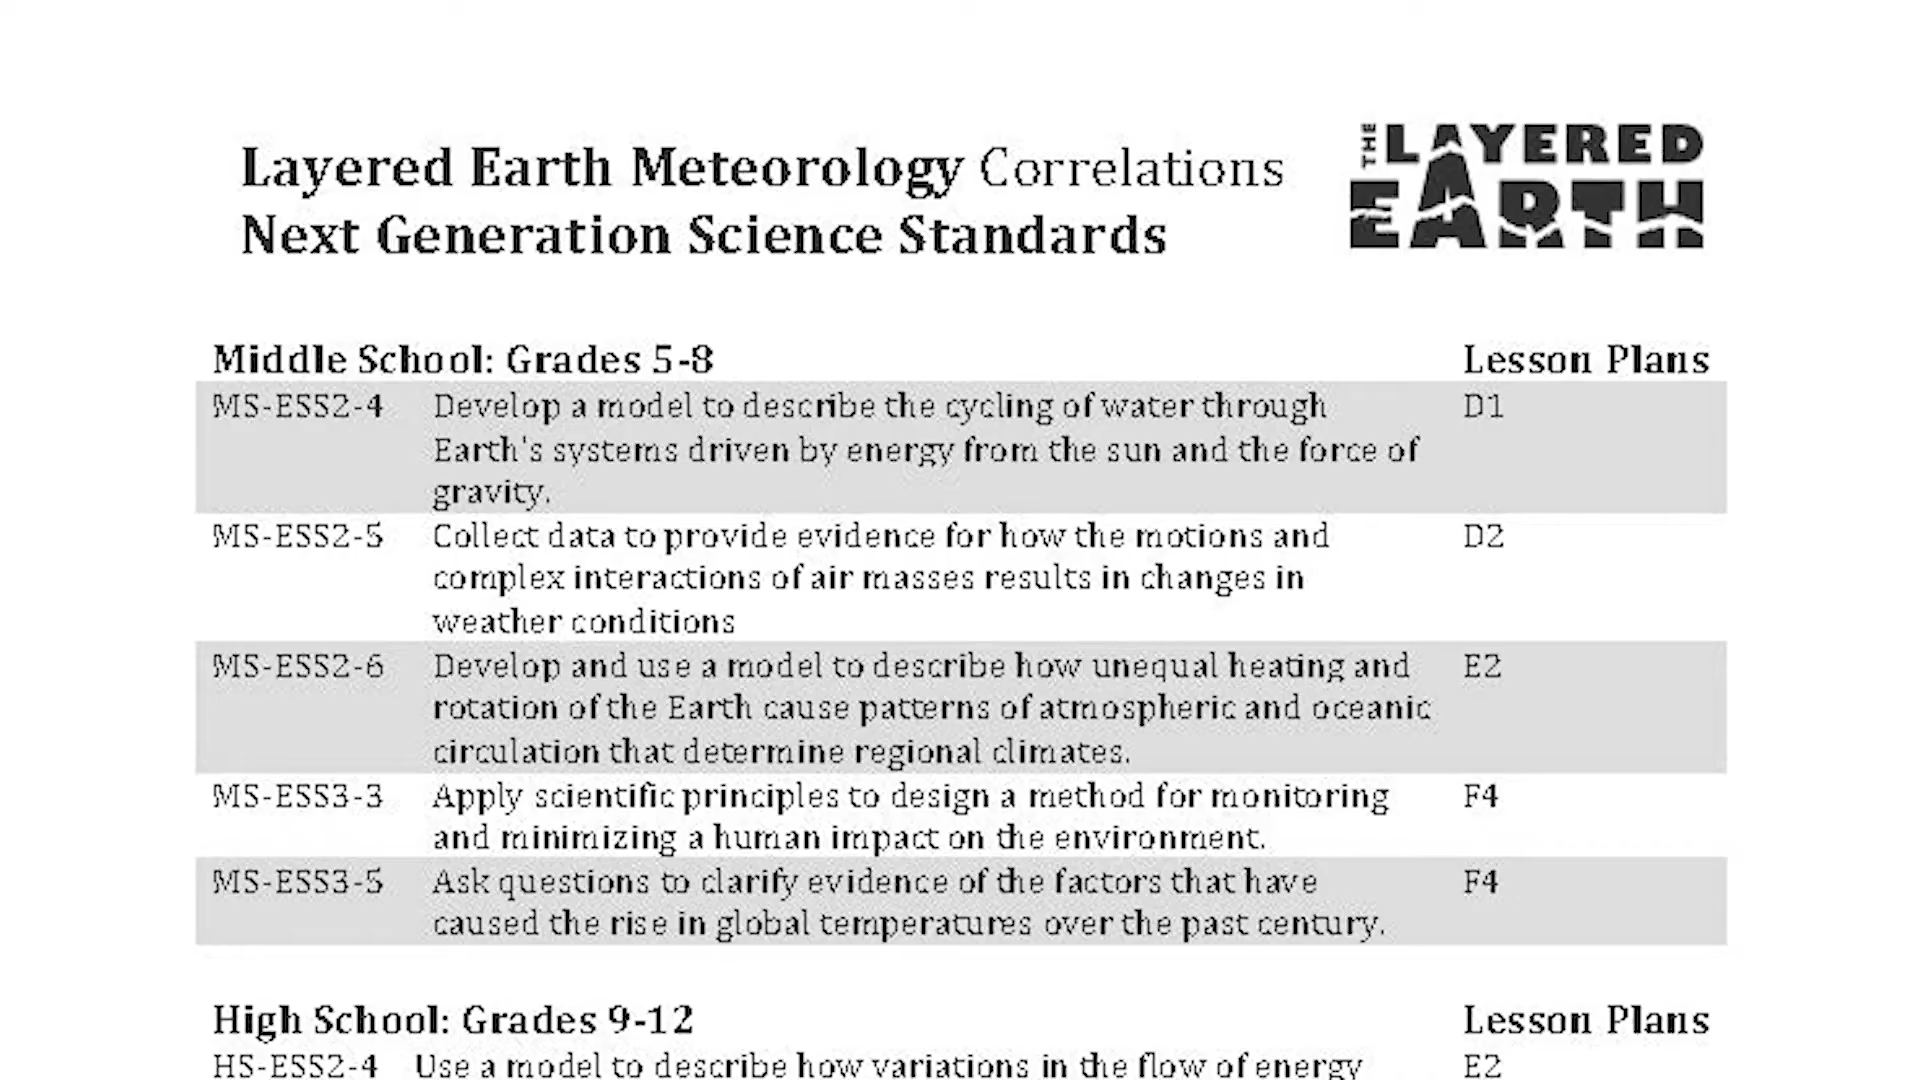 Layered Earth Meteorology Correlations
Next Generation Science Standards
THE LAYERED
EARTH
Middle School: Grades 5-8 Lesson Plans
MS-ESS2-4 Develop a model to describe the cycling of water through D1
Earth's systems driven by energy from the sun and the force of
gravity.
MS-ESS2-5 Collect data to provide evidence for how the motions and D2
complex interactions of air masses results in changes in
weather conditions
MS-ESS2-6 Develop and use a model to describe how unequal heating and E2
rotation of the Earth cause patterns of atmospheric and oceanic
circulation that determine regional climates.
MS-ESS3-3 Apply scientific principles to design a method for monitoring F4
and minimizing a human impact on the environment.
MS-ESS3-5 Ask questions to clarify evidence of the factors that have F4
caused the rise in global temperatures over the past century.
High School: Grades 9-12 Lesson Plans
HS-ESS2-4 Use a model to describe how variations in the flow of energy E2